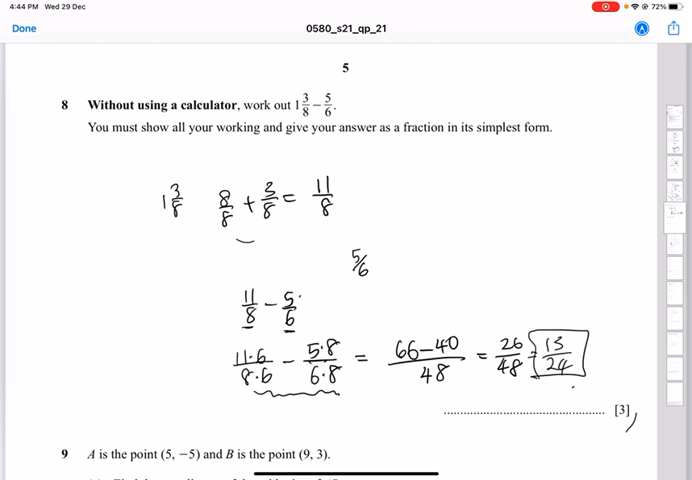 4:44 PM Wed 29 Dec 72%
Done 0580_s21_qp_21
5
8 Without using a calculator, work out 1 3/8 − 5/6.
You must show all your working and give your answer as a fraction in its simplest form.
1 3/8 8/8 + 3/8 = 11/8
5/6
11/8 − 5/6
11·6/8·6 − 5·8/6·8 = 66−40/48 = 26/48 = 13/24
[3]
9 A is the point (5, −5) and B is the point (9, 3).